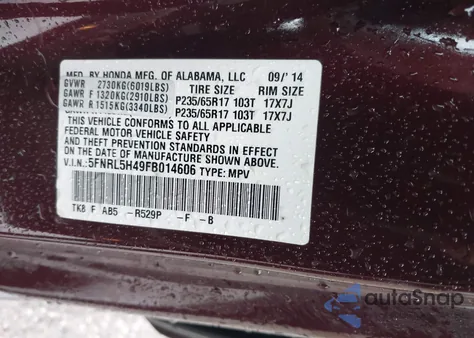 MFD. BY HONDA MFG. OF ALABAMA, LLC 09/'14
GVWR 2730KG(6019LBS) TIRE SIZE RIM SIZE
GAWR F 1320KG(2910LBS) P235/65R17 103T 17X7J
GAWR R 1515KG(3340LBS) P235/65R17 103T 17X7J
THIS VEHICLE CONFORMS TO ALL APPLICABLE
FEDERAL MOTOR VEHICLE SAFETY
AND THEFT PREVENTION STANDARDS IN EFFECT ON
THE DATE OF MANUFACTURE SHOWN ABOVE.
V.I.N.: 5FNRL5H49FB014606 TYPE: MPV
TK8 F AB5 -R529P -F -B
autoSnap